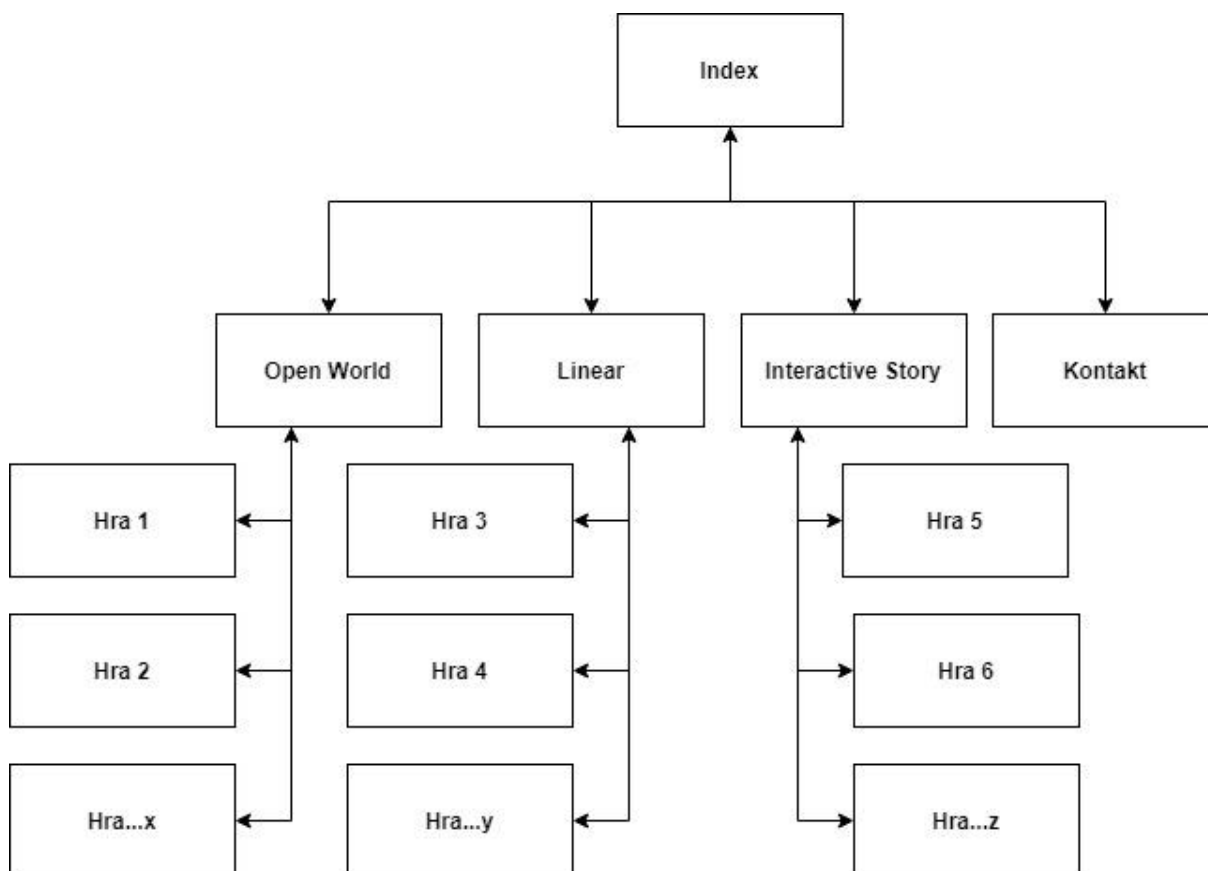 Index
Open World
Linear
Interactive Story
Kontakt
Hra 1
Hra 3
Hra 5
Hra 2
Hra 4
Hra 6
Hra...x
Hra...y
Hra...z